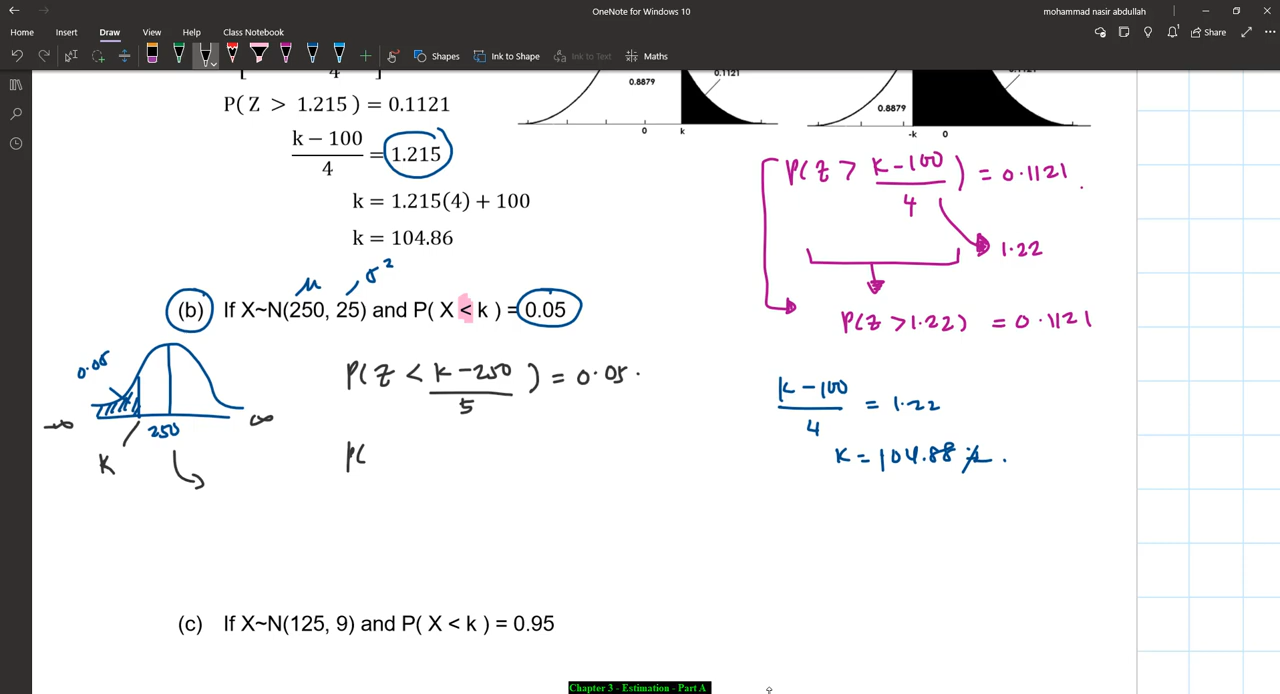 OneNote for Windows 10
mohammad nasir abdullah
Home Insert Draw View Help Class Notebook
Share
Shapes Ink to Shape Ink to Text Maths
4
P( Z > 1.215 ) = 0.1121
k − 100
4
= 1.215
k = 1.215(4) + 100
k = 104.86
0.8879
0.1121
0 k
0.8879
-k 0
P(Z > k - 100 / 4 ) = 0.1121
1.22
P(Z > 1.22) = 0.1121
k - 100 / 4 = 1.22
k = 104.88
μ , σ²
(b) If X~N(250, 25) and P( X < k ) = 0.05
0.05
-∞ 250 ∞
K
P(Z < k - 250 / 5 ) = 0.05.
P(
(c) If X~N(125, 9) and P( X < k ) = 0.95
Chapter 3 - Estimation - Part A